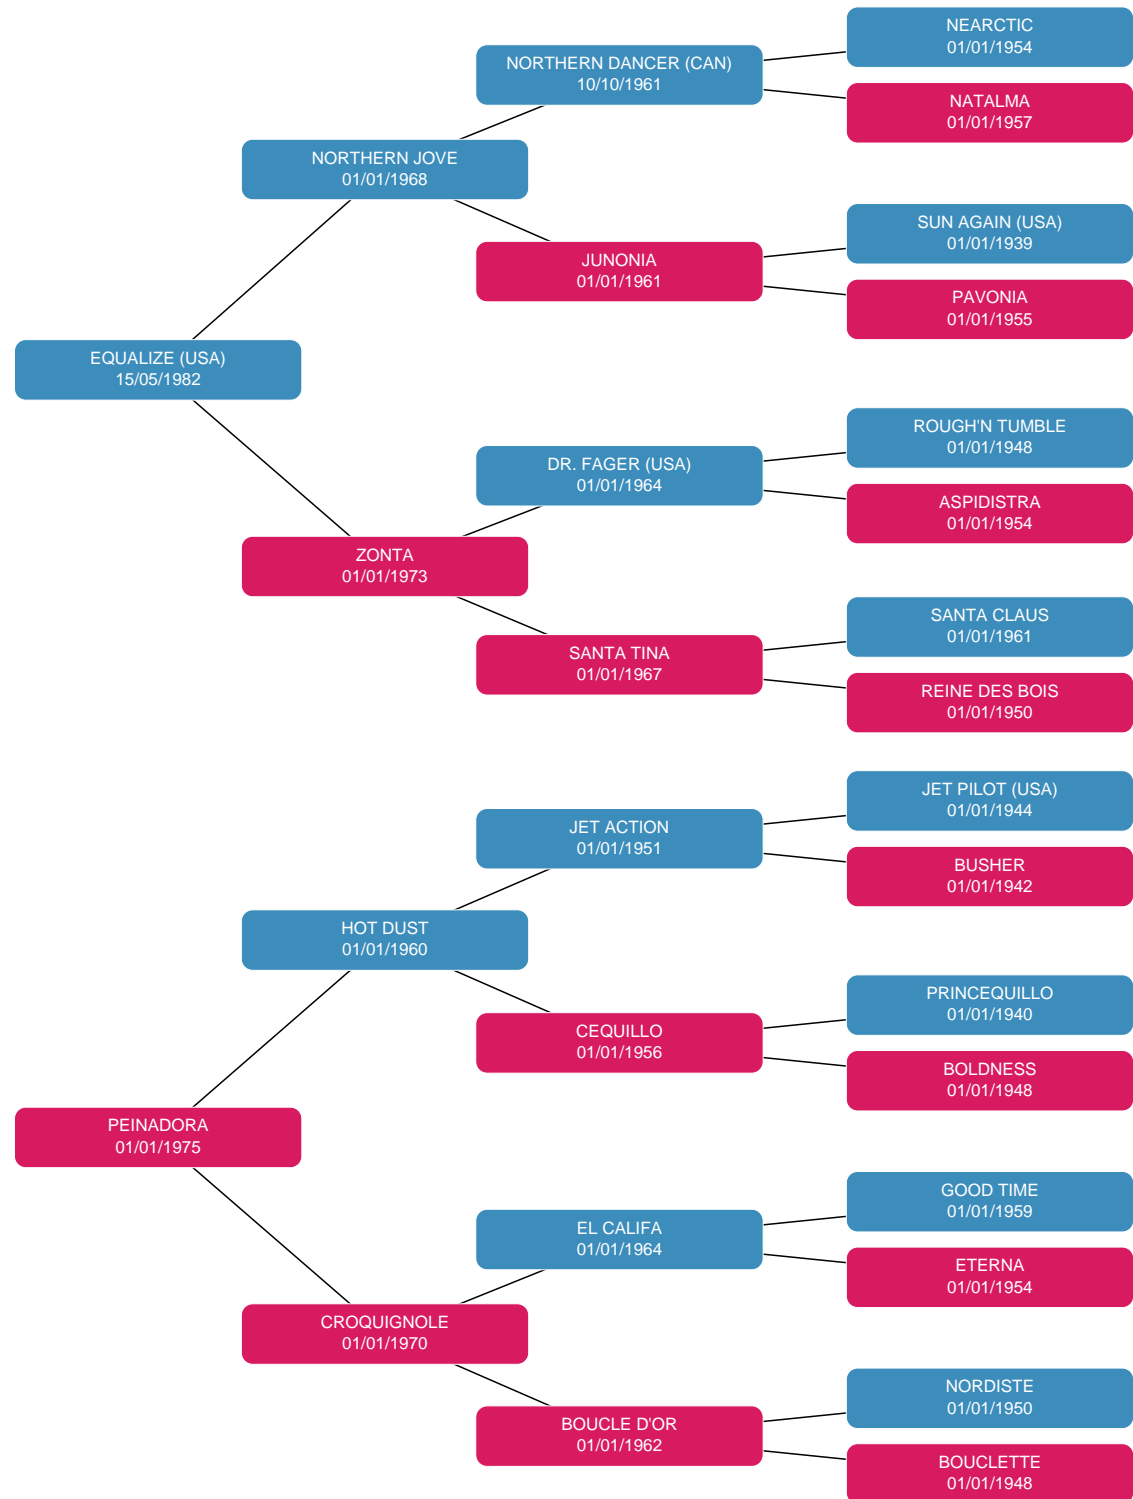 NEARCTIC
01/01/1954
NORTHERN DANCER (CAN)
10/10/1961
NATALMA
01/01/1957
NORTHERN JOVE
01/01/1968
SUN AGAIN (USA)
01/01/1939
JUNONIA
01/01/1961
PAVONIA
01/01/1955
EQUALIZE (USA)
15/05/1982
ROUGH'N TUMBLE
01/01/1948
DR. FAGER (USA)
01/01/1964
ASPIDISTRA
01/01/1954
ZONTA
01/01/1973
SANTA CLAUS
01/01/1961
SANTA TINA
01/01/1967
REINE DES BOIS
01/01/1950
JET PILOT (USA)
01/01/1944
JET ACTION
01/01/1951
BUSHER
01/01/1942
HOT DUST
01/01/1960
PRINCEQUILLO
01/01/1940
CEQUILLO
01/01/1956
BOLDNESS
01/01/1948
PEINADORA
01/01/1975
GOOD TIME
01/01/1959
EL CALIFA
01/01/1964
ETERNA
01/01/1954
CROQUIGNOLE
01/01/1970
NORDISTE
01/01/1950
BOUCLE D'OR
01/01/1962
BOUCLETTE
01/01/1948